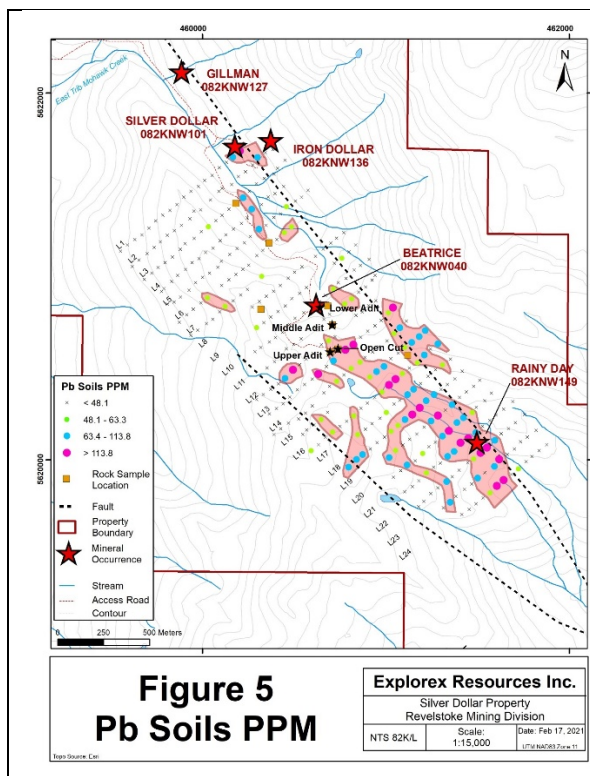 460000
462000
N
GILLMAN
082KNW127
5622000
5622000
East Trib Mohawk Creek
SILVER DOLLAR
082KNW101
IRON DOLLAR
082KNW136
L1
L2
L3
L4
L5
L6
L7
L8
L9
L10
L11
L12
L13
L14
L15
L16
L17
L18
L19
L20
L21
L22
L23
L24
BEATRICE
082KNW040
Lower Adit
Middle Adit
Open Cut
Upper Adit
RAINY DAY
082KNW149
5620000
5620000
Pb Soils PPM
< 48.1
48.1 - 63.3
63.4 - 113.8
> 113.8
Rock Sample
Location
Fault
Property
Boundary
Mineral
Occurrence
Stream
Access Road
Contour
0 250 500 Meters
460000
462000
Figure 5
Pb Soils PPM
Explorex Resources Inc.
Silver Dollar Property
Revelstoke Mining Division
NTS 82K/L
Scale:
1:15,000
Date: Feb 17, 2021
UTM NAD83 Zone 11
Topo Source: Esri